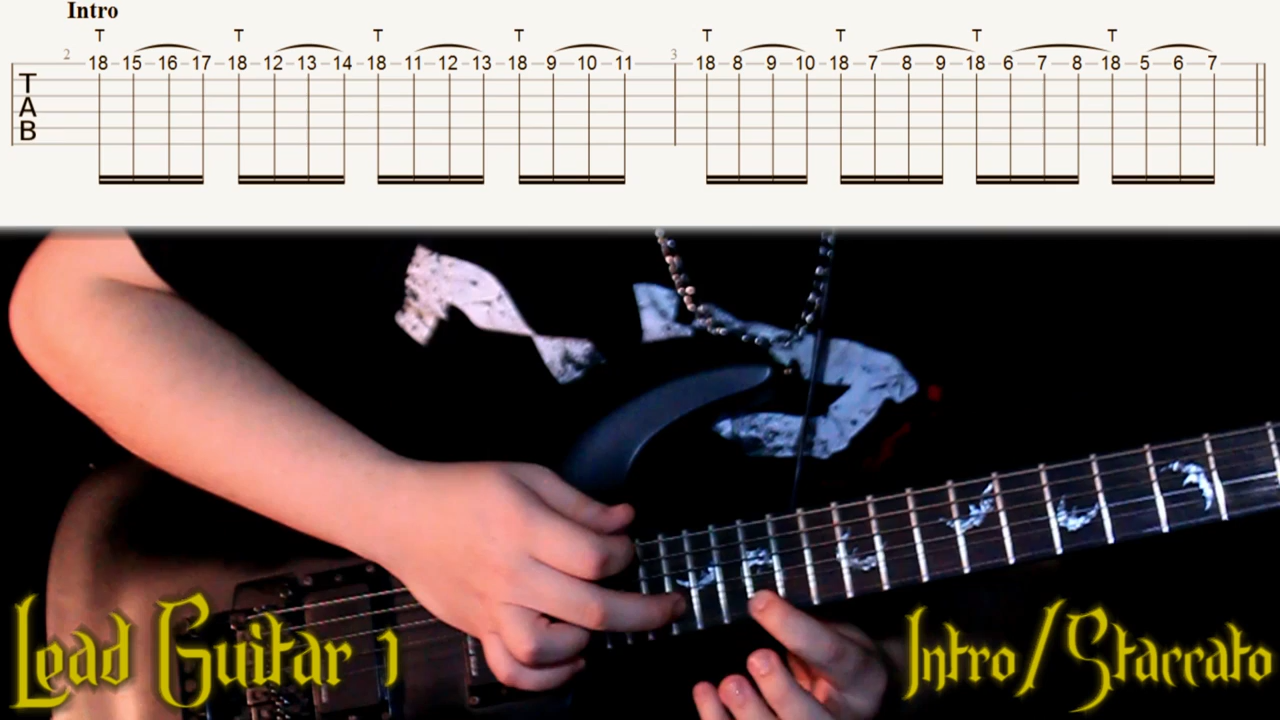 Intro
T T T T T T T T
2 18 15 16 17 18 12 13 14 18 11 12 13 18 9 10 11 3 18 8 9 10 18 7 8 9 18 6 7 8 18 5 6 7
T
A
B
Lead Guitar 1
Intro/Staccato